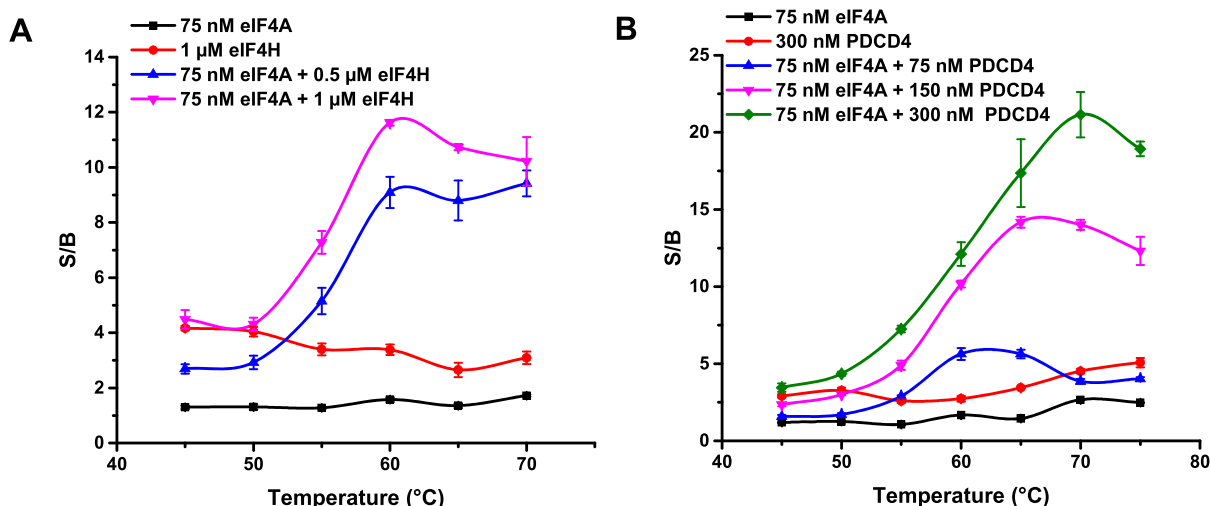 A
75 nM eIF4A
1 µM eIF4H
75 nM eIF4A + 0.5 µM eIF4H
75 nM eIF4A + 1 µM eIF4H
14
12
10
8
6
4
2
0
S/B
40 50 60 70
Temperature (°C)
B
75 nM eIF4A
300 nM PDCD4
75 nM eIF4A + 75 nM PDCD4
75 nM eIF4A + 150 nM PDCD4
75 nM eIF4A + 300 nM PDCD4
25
20
15
10
5
0
S/B
40 50 60 70 80
Temperature (°C)